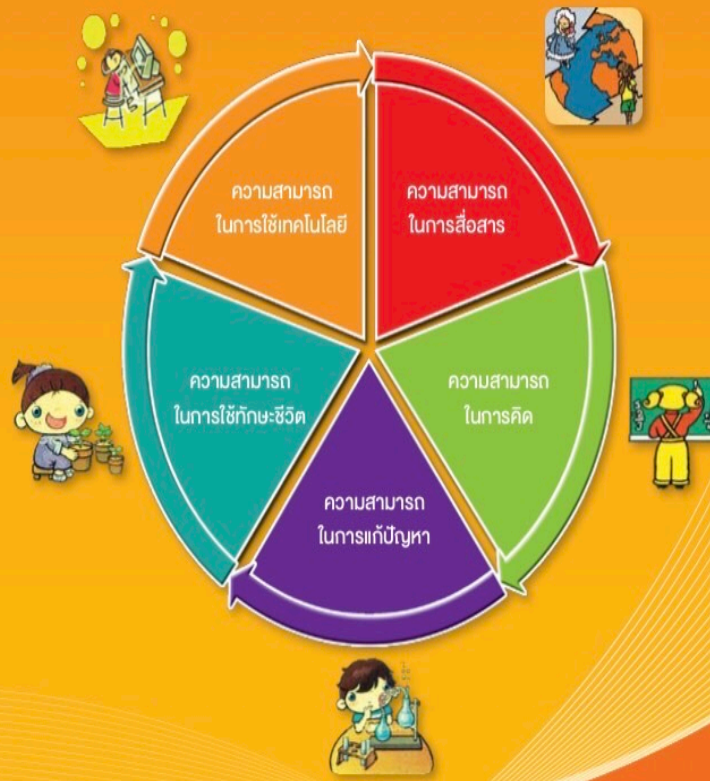 ความสามารถ
ในการใช้เทคโนโลยี
ความสามารถ
ในการสื่อสาร
ความสามารถ
ในการคิด
ความสามารถ
ในการแก้ปัญหา
ความสามารถ
ในการใช้ทักษะชีวิต